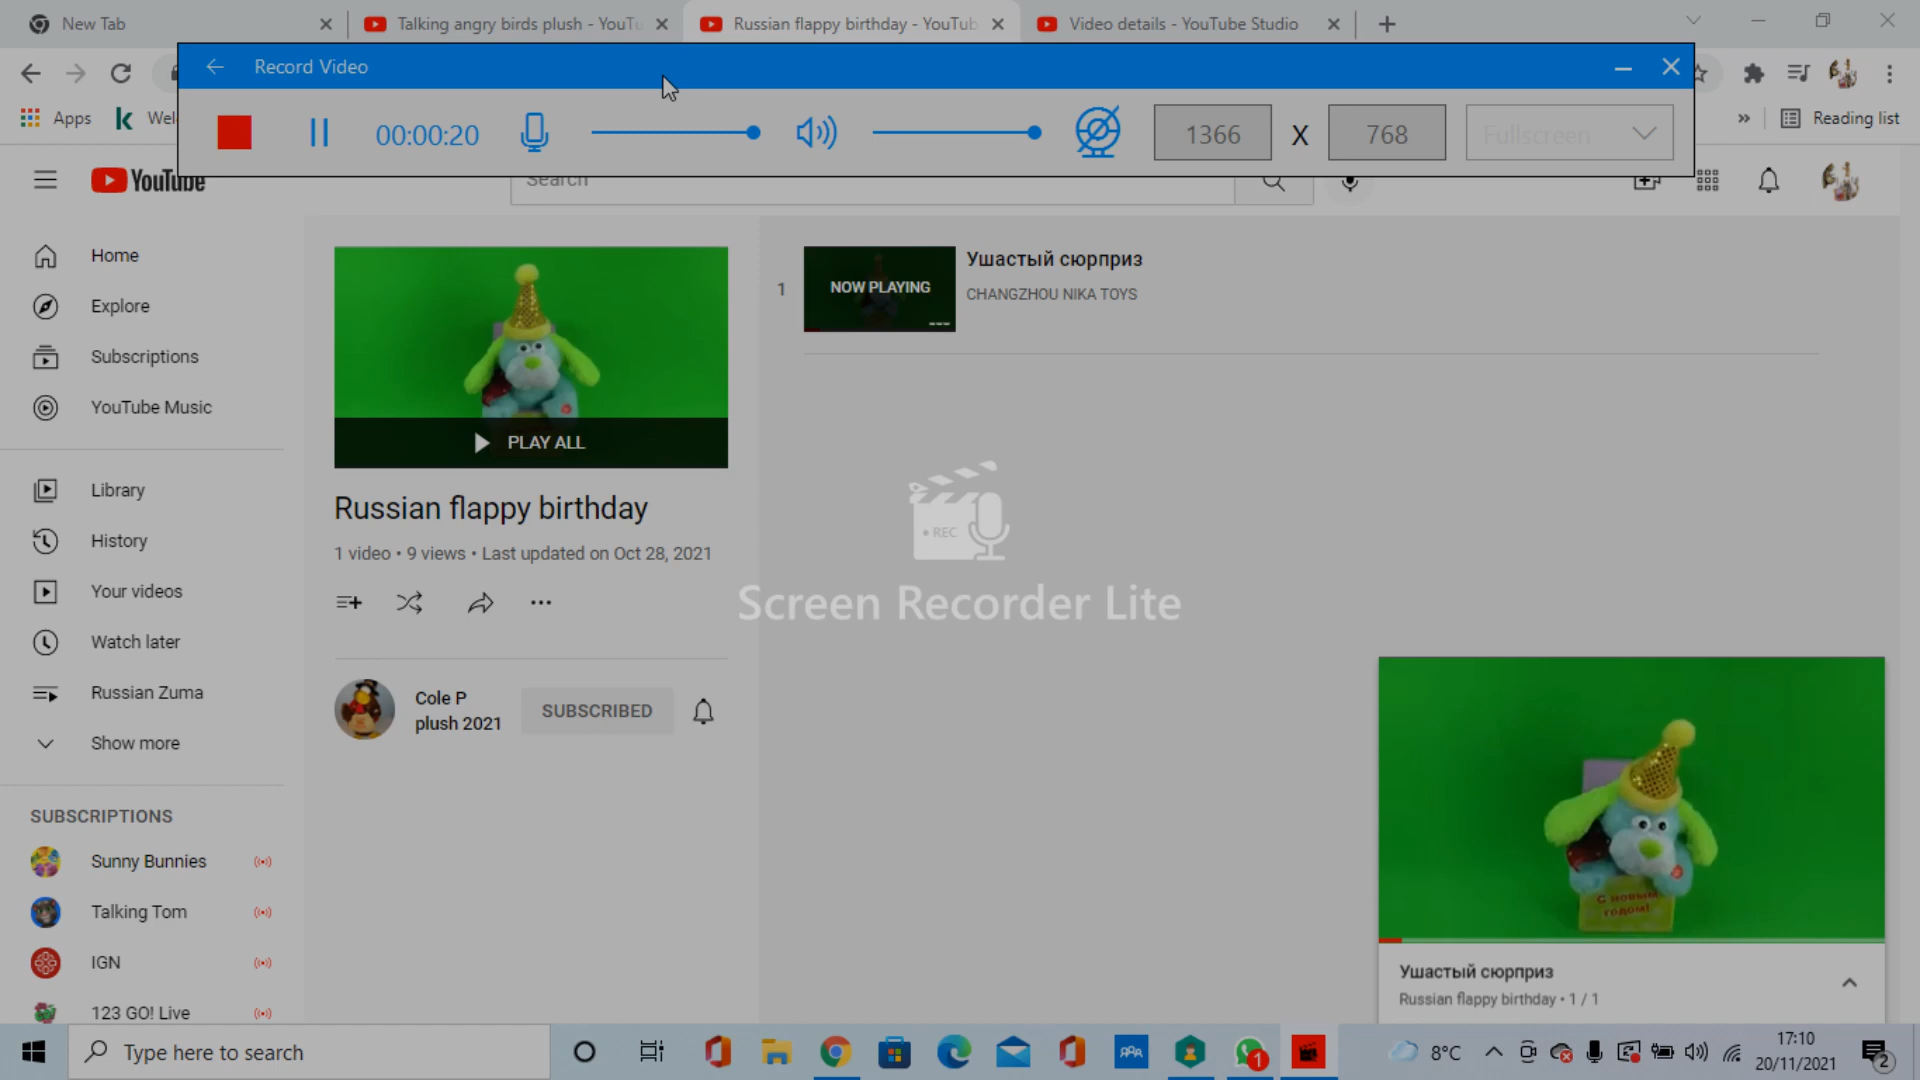 New Tab
Talking angry birds plush - YouTu
Russian flappy birthday - YouTub
Video details - YouTube Studio
Record Video
Apps
Wel
00:00:20
1366 X 768
Fullscreen
Reading list
YouTube
Search
Home
Explore
Subscriptions
YouTube Music
Library
History
Your videos
Watch later
Russian Zuma
Show more
SUBSCRIPTIONS
Sunny Bunnies
Talking Tom
IGN
123 GO! Live
PLAY ALL
Russian flappy birthday
1 video • 9 views • Last updated on Oct 28, 2021
Cole P
plush 2021
SUBSCRIBED
1
NOW PLAYING
Ушастый сюрприз
CHANGZHOU NIKA TOYS
REC
Screen Recorder Lite
С новым
годом!
Ушастый сюрприз
Russian flappy birthday • 1 / 1
Type here to search
1
8°C
17:10
20/11/2021
2